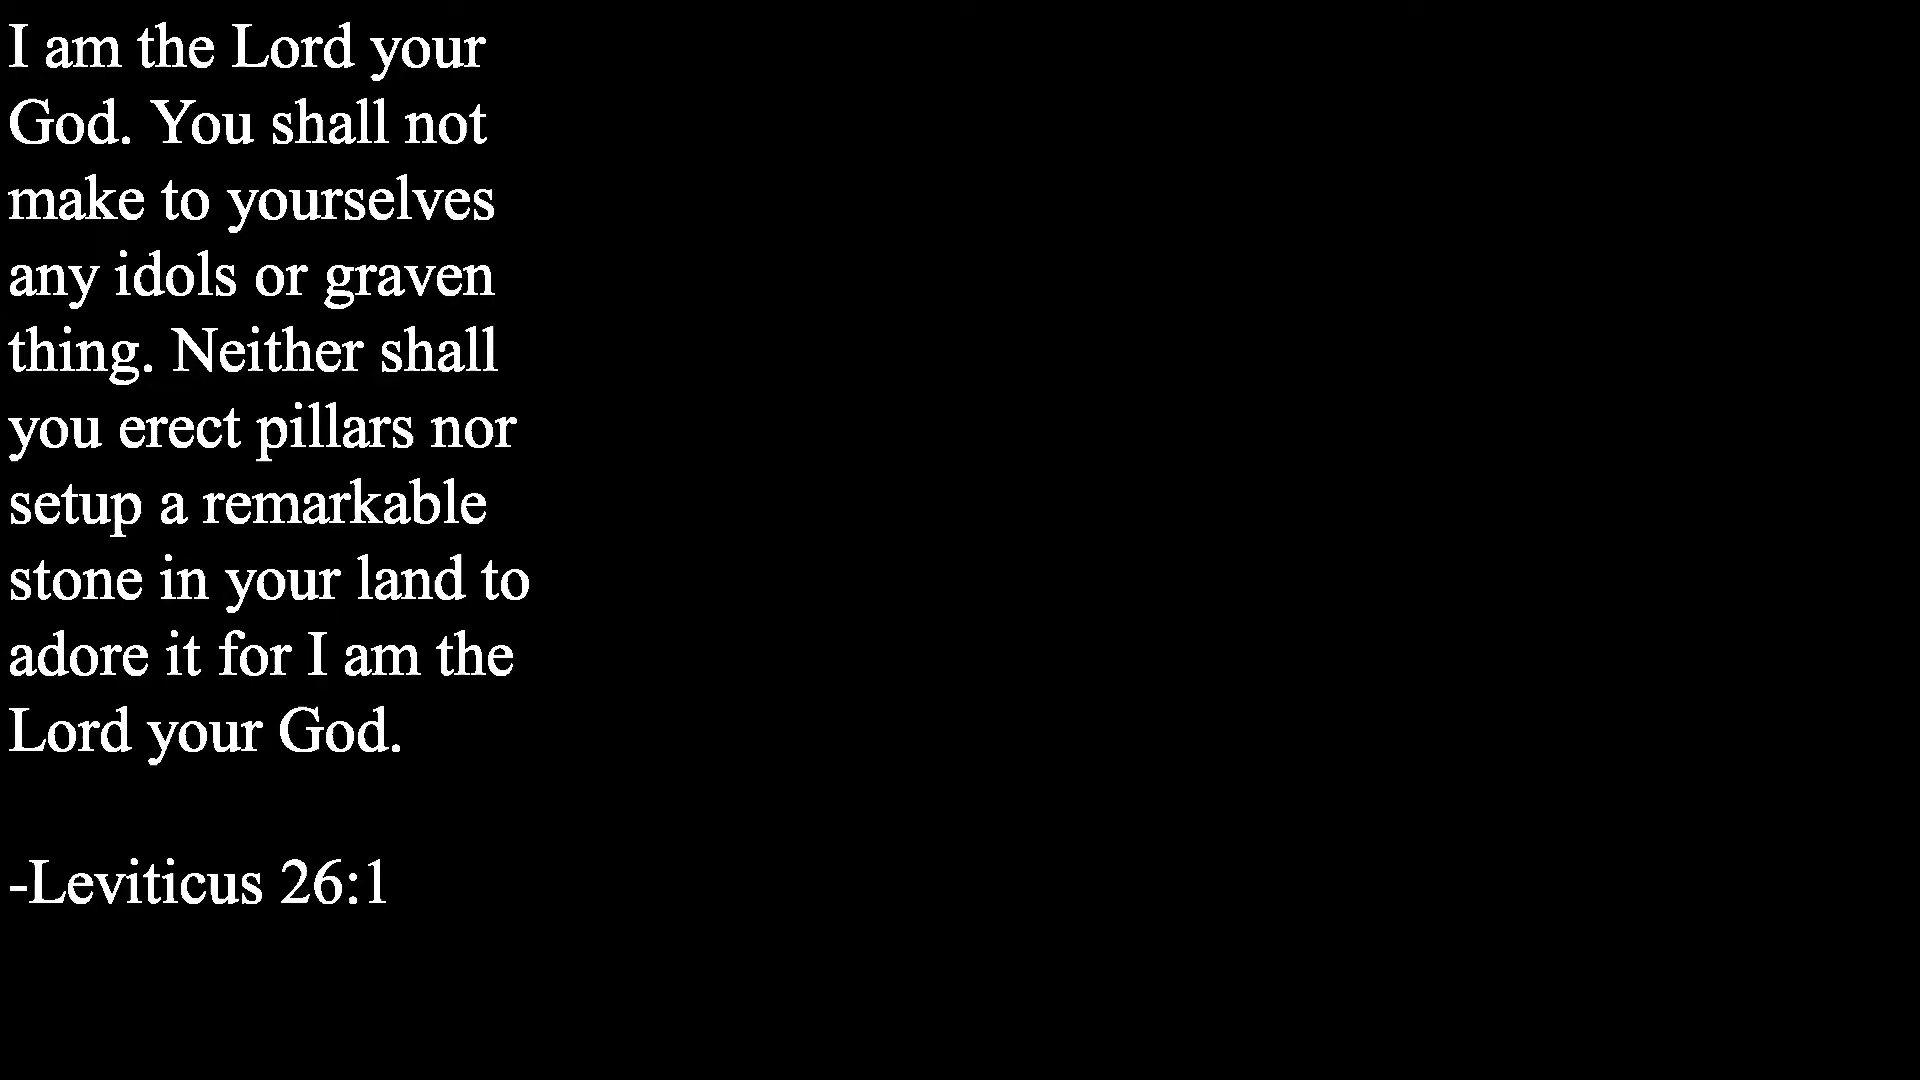 I am the Lord your
God. You shall not
make to yourselves
any idols or graven
thing. Neither shall
you erect pillars nor
setup a remarkable
stone in your land to
adore it for I am the
Lord your God.
-Leviticus 26:1